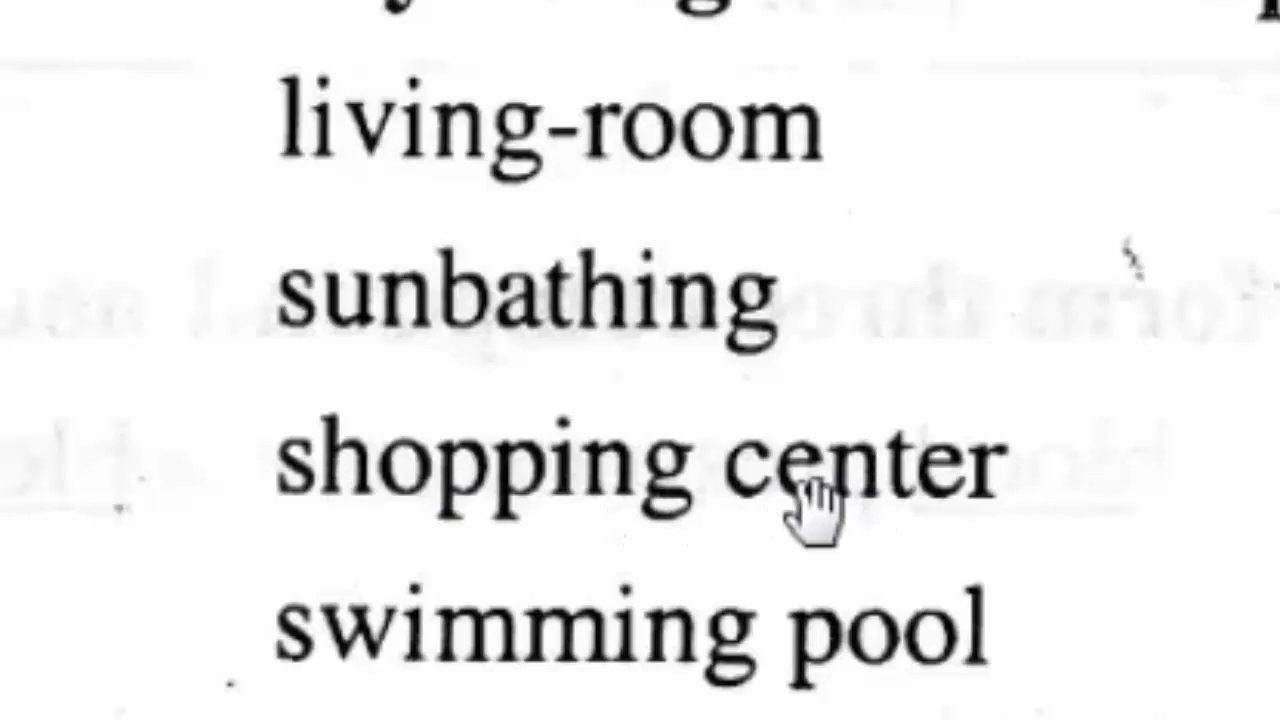 living-room
sunbathing
shopping center
swimming pool